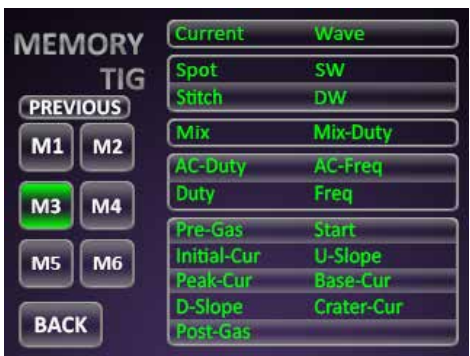 MEMORY
TIG
PREVIOUS
M1 M2
M3 M4
M5 M6
BACK
Current Wave
Spot SW
Stitch DW
Mix Mix-Duty
AC-Duty AC-Freq
Duty Freq
Pre-Gas Start
Initial-Cur U-Slope
Peak-Cur Base-Cur
D-Slope Crater-Cur
Post-Gas